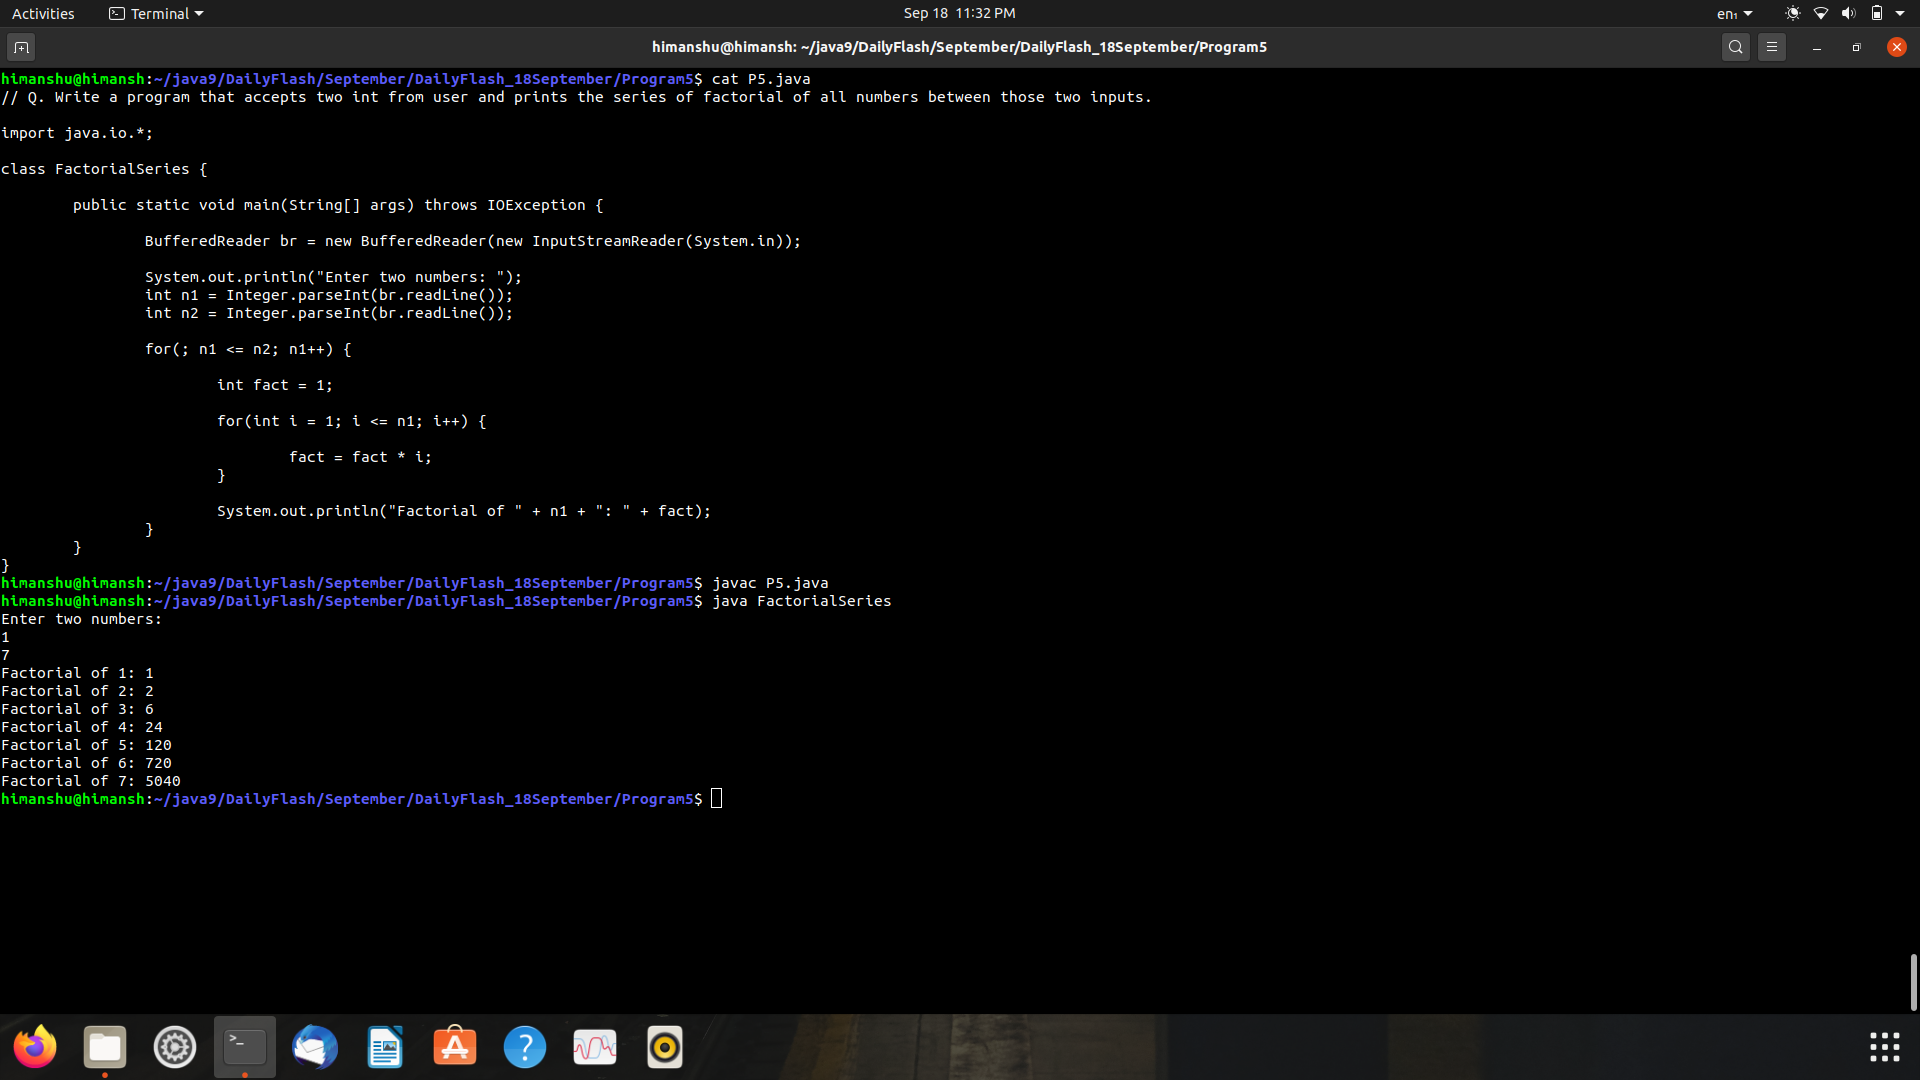 Activities
Terminal
Sep 18 11:32 PM
en₁
himanshu@himansh: ~/java9/DailyFlash/September/DailyFlash_18September/Program5
himanshu@himansh:~/java9/DailyFlash/September/DailyFlash_18September/Program5$ cat P5.java
// Q. Write a program that accepts two int from user and prints the series of factorial of all numbers between those two inputs.

import java.io.*;

class FactorialSeries {

        public static void main(String[] args) throws IOException {

                BufferedReader br = new BufferedReader(new InputStreamReader(System.in));

                System.out.println("Enter two numbers: ");
                int n1 = Integer.parseInt(br.readLine());
                int n2 = Integer.parseInt(br.readLine());

                for(; n1 <= n2; n1++) {

                        int fact = 1;

                        for(int i = 1; i <= n1; i++) {

                                fact = fact * i;
                        }

                        System.out.println("Factorial of " + n1 + ": " + fact);
                }
        }
}
himanshu@himansh:~/java9/DailyFlash/September/DailyFlash_18September/Program5$ javac P5.java
himanshu@himansh:~/java9/DailyFlash/September/DailyFlash_18September/Program5$ java FactorialSeries
Enter two numbers:
1
7
Factorial of 1: 1
Factorial of 2: 2
Factorial of 3: 6
Factorial of 4: 24
Factorial of 5: 120
Factorial of 6: 720
Factorial of 7: 5040
himanshu@himansh:~/java9/DailyFlash/September/DailyFlash_18September/Program5$